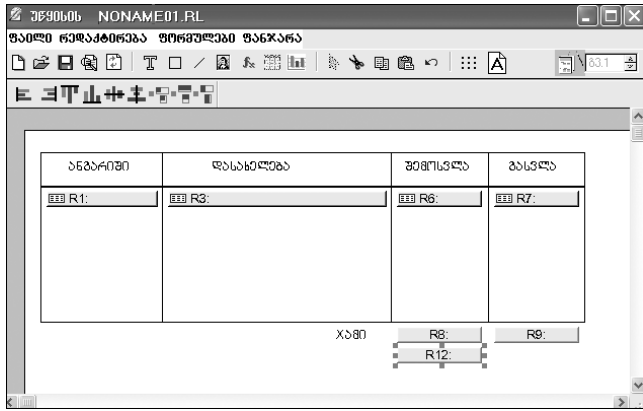 უწყისის NONAME01.RL
ფაილი რედაქტირება ფორმულები ფანჯარა
83.1
ანგარიში დასახელება შემოსვლა გასვლა
R1: R3: R6: R7:
ჯამი R8: R9:
R12: